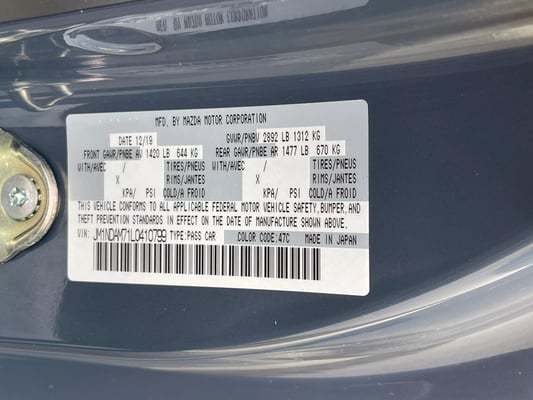 MFD. BY MAZDA MOTOR CORPORATION
DATE 12/19 GVWR/PNBV 2892 LB 1312 KG
FRONT GAWR/PNBE AV 1420 LB 644 KG REAR GAWR/PNBE AR 1477 LB 670 KG
WITH/AVEC / TIRES/PNEUS WITH/AVEC / TIRES/PNEUS
X RIMS/JANTES X RIMS/JANTES
KPA/ PSI COLD/A FROID KPA/ PSI COLD/A FROID
THIS VEHICLE CONFORMS TO ALL APPLICABLE FEDERAL MOTOR VEHICLE SAFETY, BUMPER, AND
THEFT PREVENTION STANDARDS IN EFFECT ON THE DATE OF MANUFACTURE SHOWN ABOVE.
VIN: JM1NDAM71L0410799 TYPE:PASS CAR COLOR CODE:47C MADE IN JAPAN